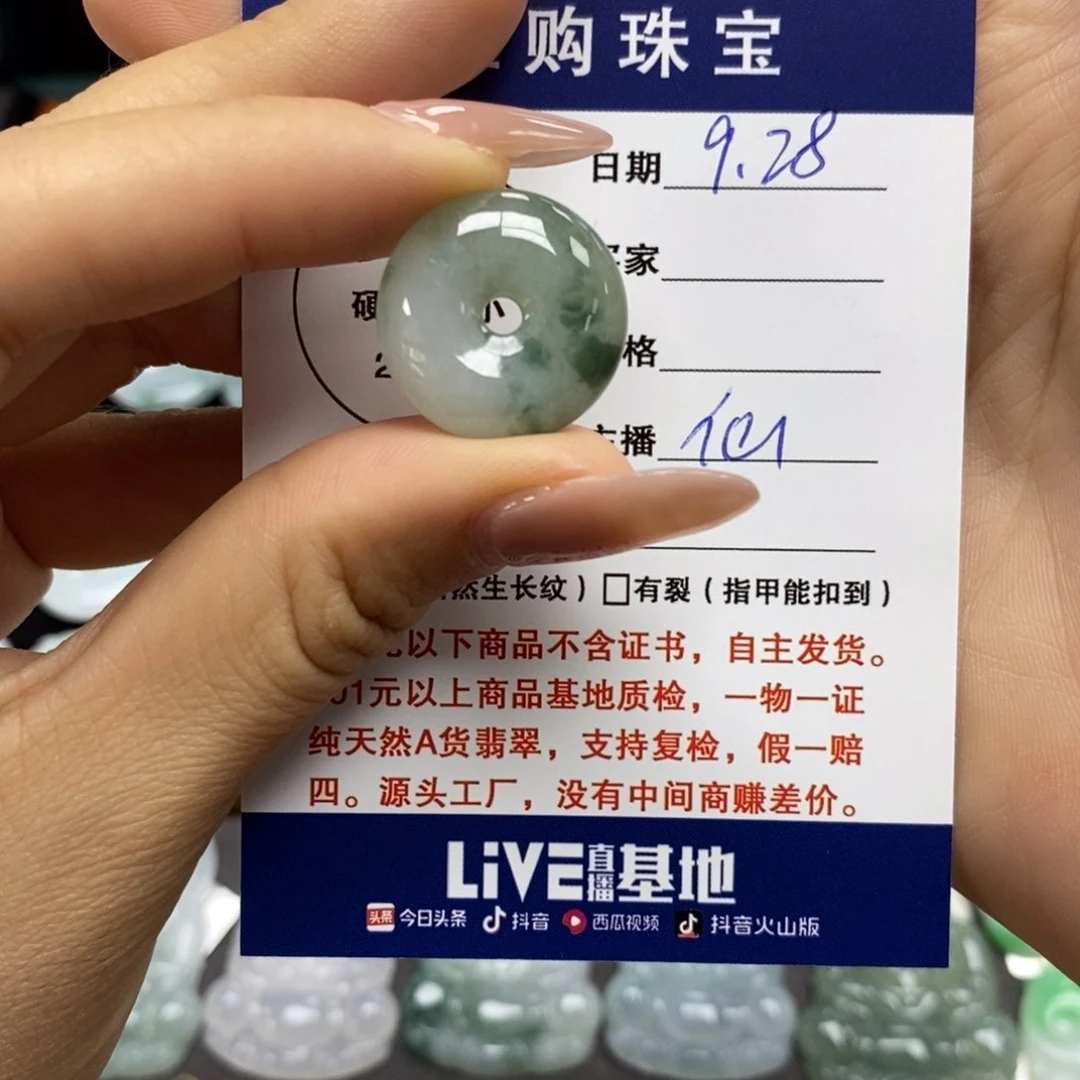 购珠宝
日期 9.28
家
硬
格
2
主播
然生长纹）□有裂（指甲能扣到）
以下商品不含证书，自主发货。
01元以上商品基地质检，一物一证
纯天然A货翡翠，支持复检，假一赔
四。源头工厂，没有中间商赚差价。
LiVE直播基地
头条 今日头条 抖音 西瓜视频 抖音火山版